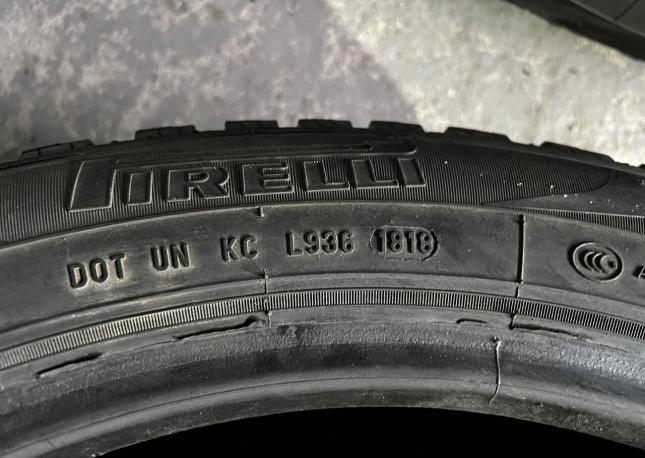 PIRELLI
DOT UN KC L936 1818